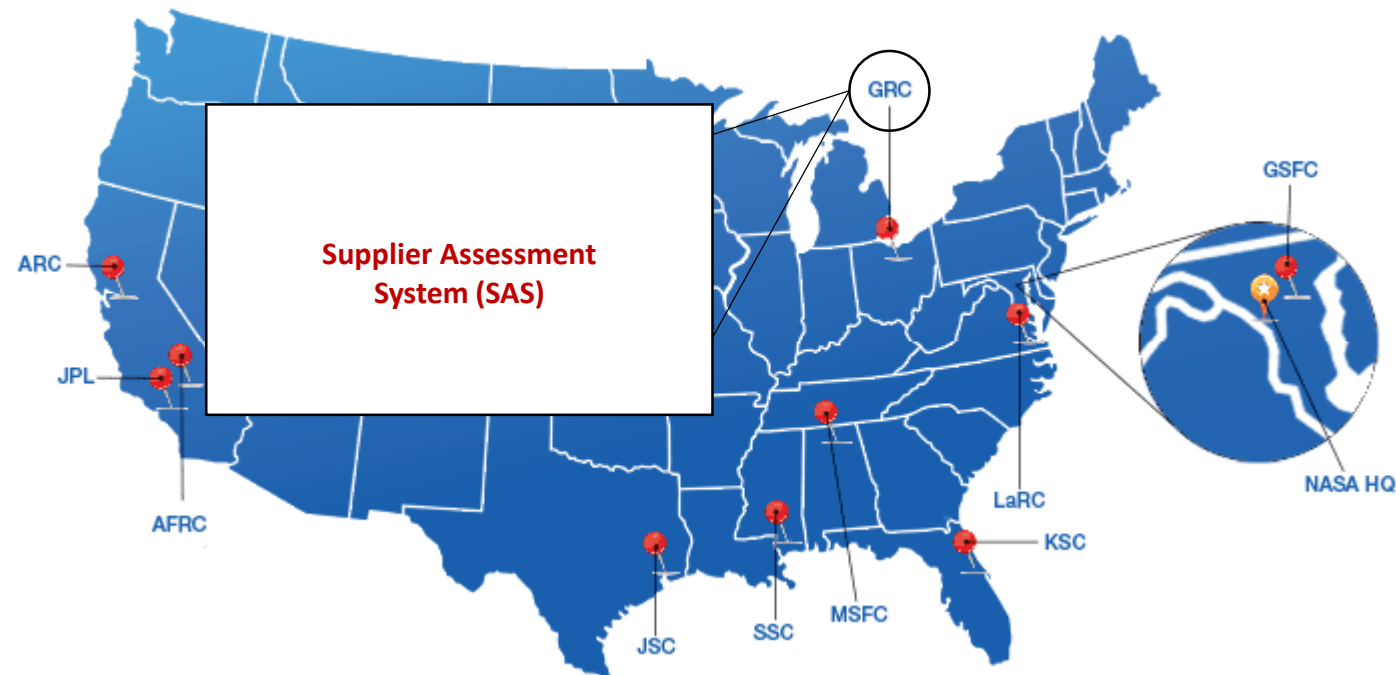 GRC
GSFC
Supplier Assessment
System (SAS)
ARC
JPL
NASA HQ
LaRC
AFRC
KSC
MSFC
SSC
JSC